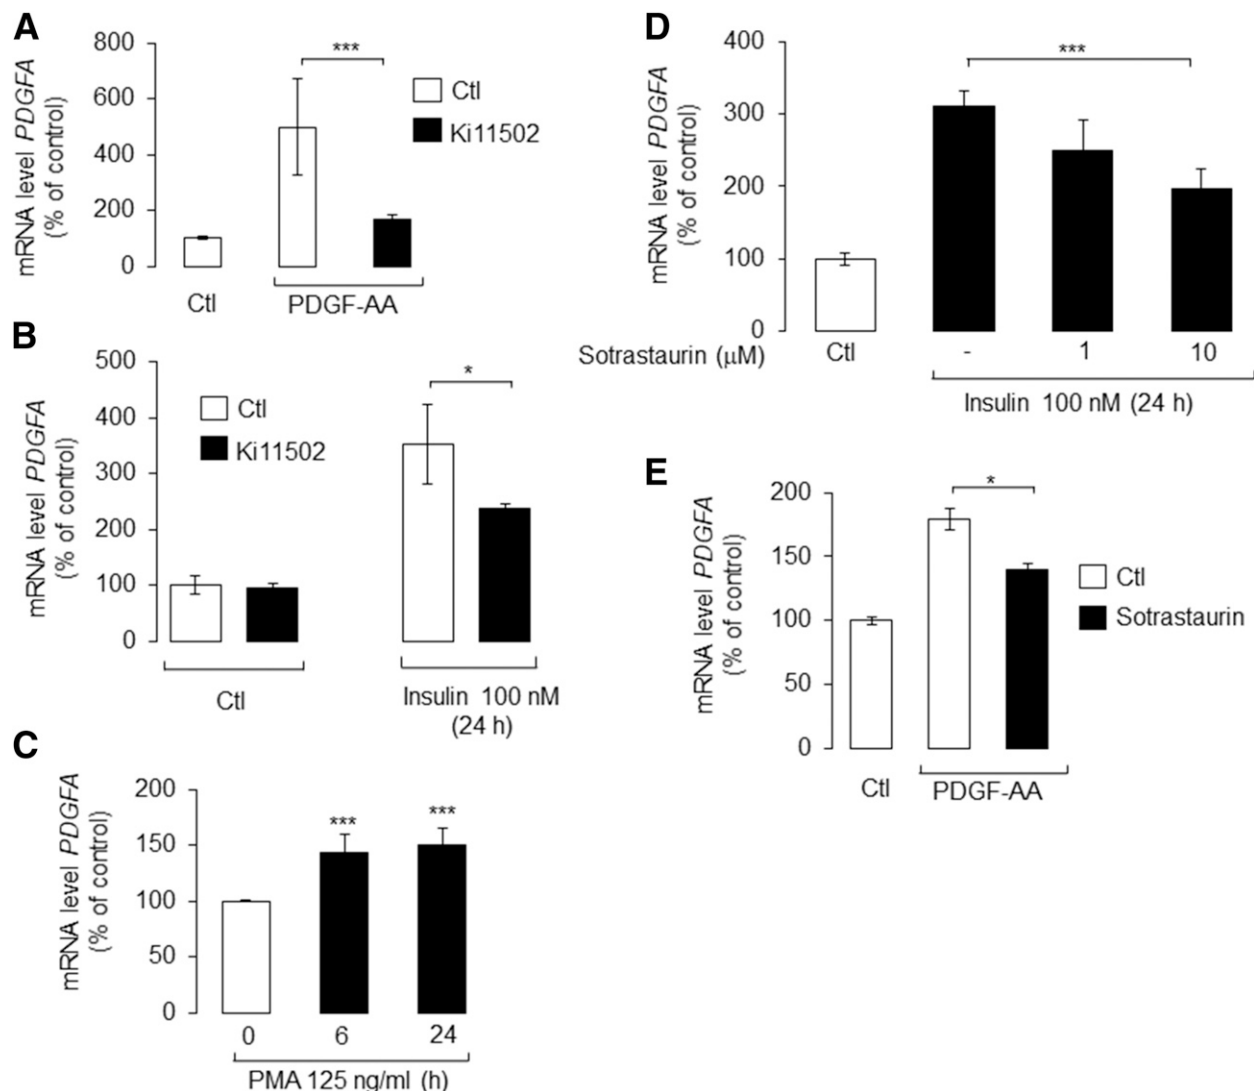 A
mRNA level PDGFA
(% of control)
800
600
400
200
0
***
Ctl
Ki11502
Ctl
PDGF-AA
B
mRNA level PDGFA
(% of control)
500
400
300
200
100
0
Ctl
Ki11502
*
Ctl
Insulin 100 nM
(24 h)
C
mRNA level PDGFA
(% of control)
200
150
100
50
0
***
***
0 6 24
PMA 125 ng/ml (h)
D
mRNA level PDGFA
(% of control)
400
300
200
100
0
***
Sotrastaurin (µM) Ctl - 1 10
Insulin 100 nM (24 h)
E
mRNA level PDGFA
(% of control)
200
150
100
50
0
*
Ctl
Sotrastaurin
Ctl
PDGF-AA